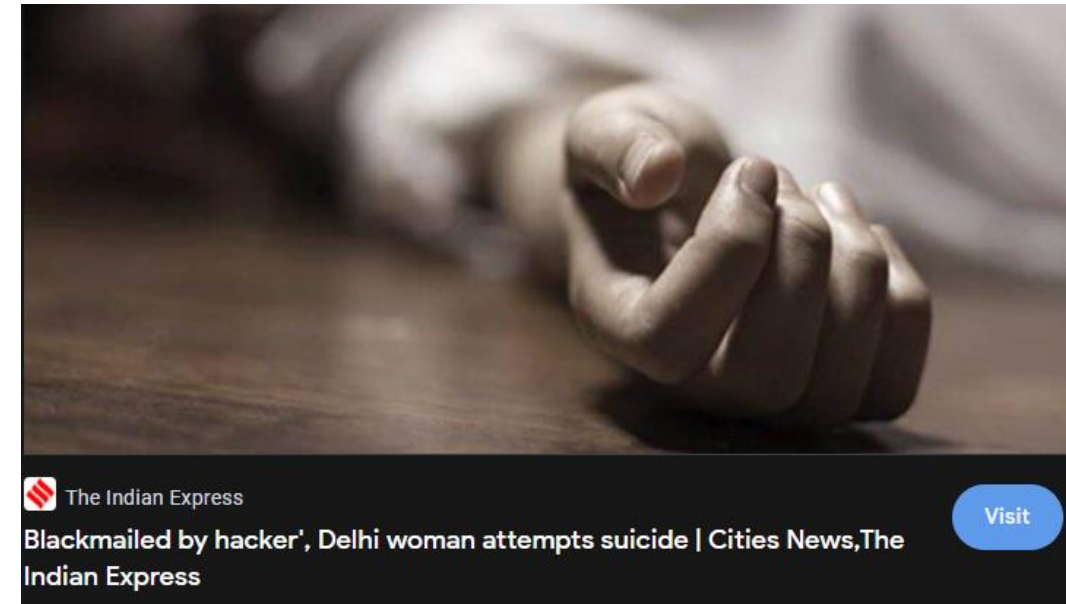 The Indian Express
Visit
Blackmailed by hacker', Delhi woman attempts suicide | Cities News,The
Indian Express